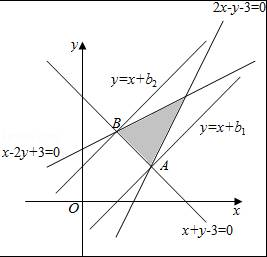 2x-y-3=0
y
y=x+b₂
B
y=x+b₁
x-2y+3=0
A
O
x
x+y-3=0